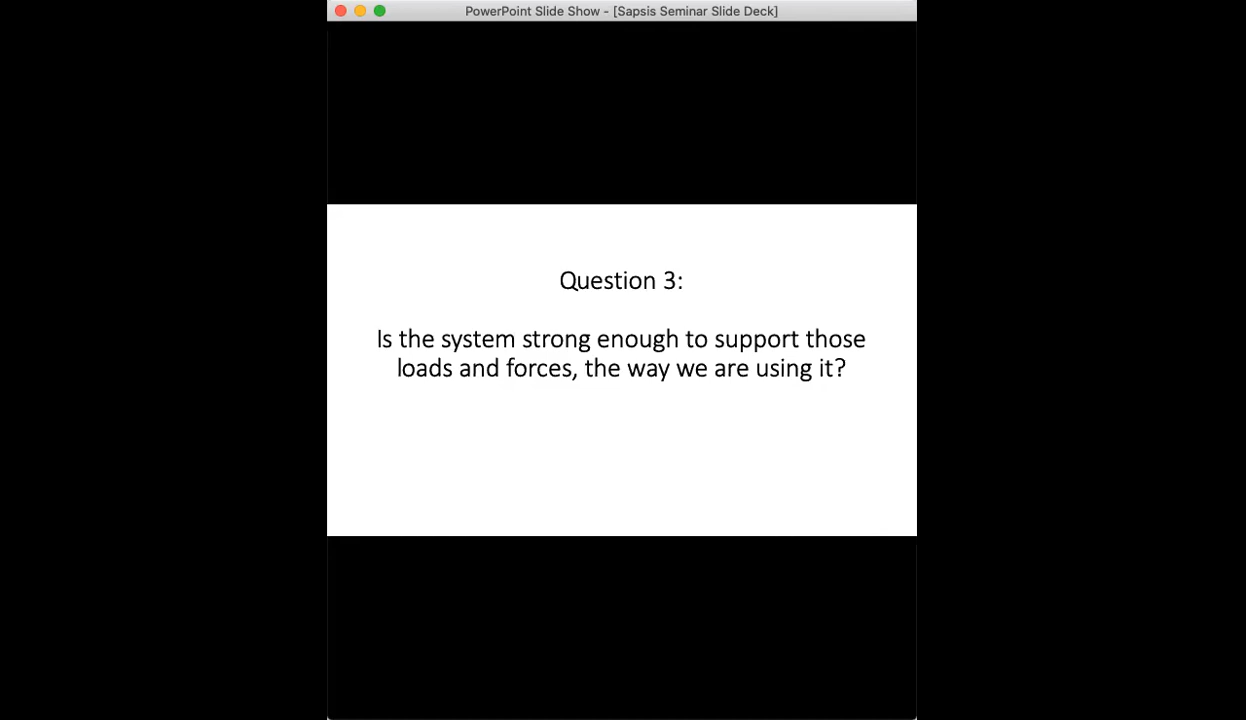 PowerPoint Slide Show - [Sapsis Seminar Slide Deck]
Question 3:
Is the system strong enough to support those
loads and forces, the way we are using it?